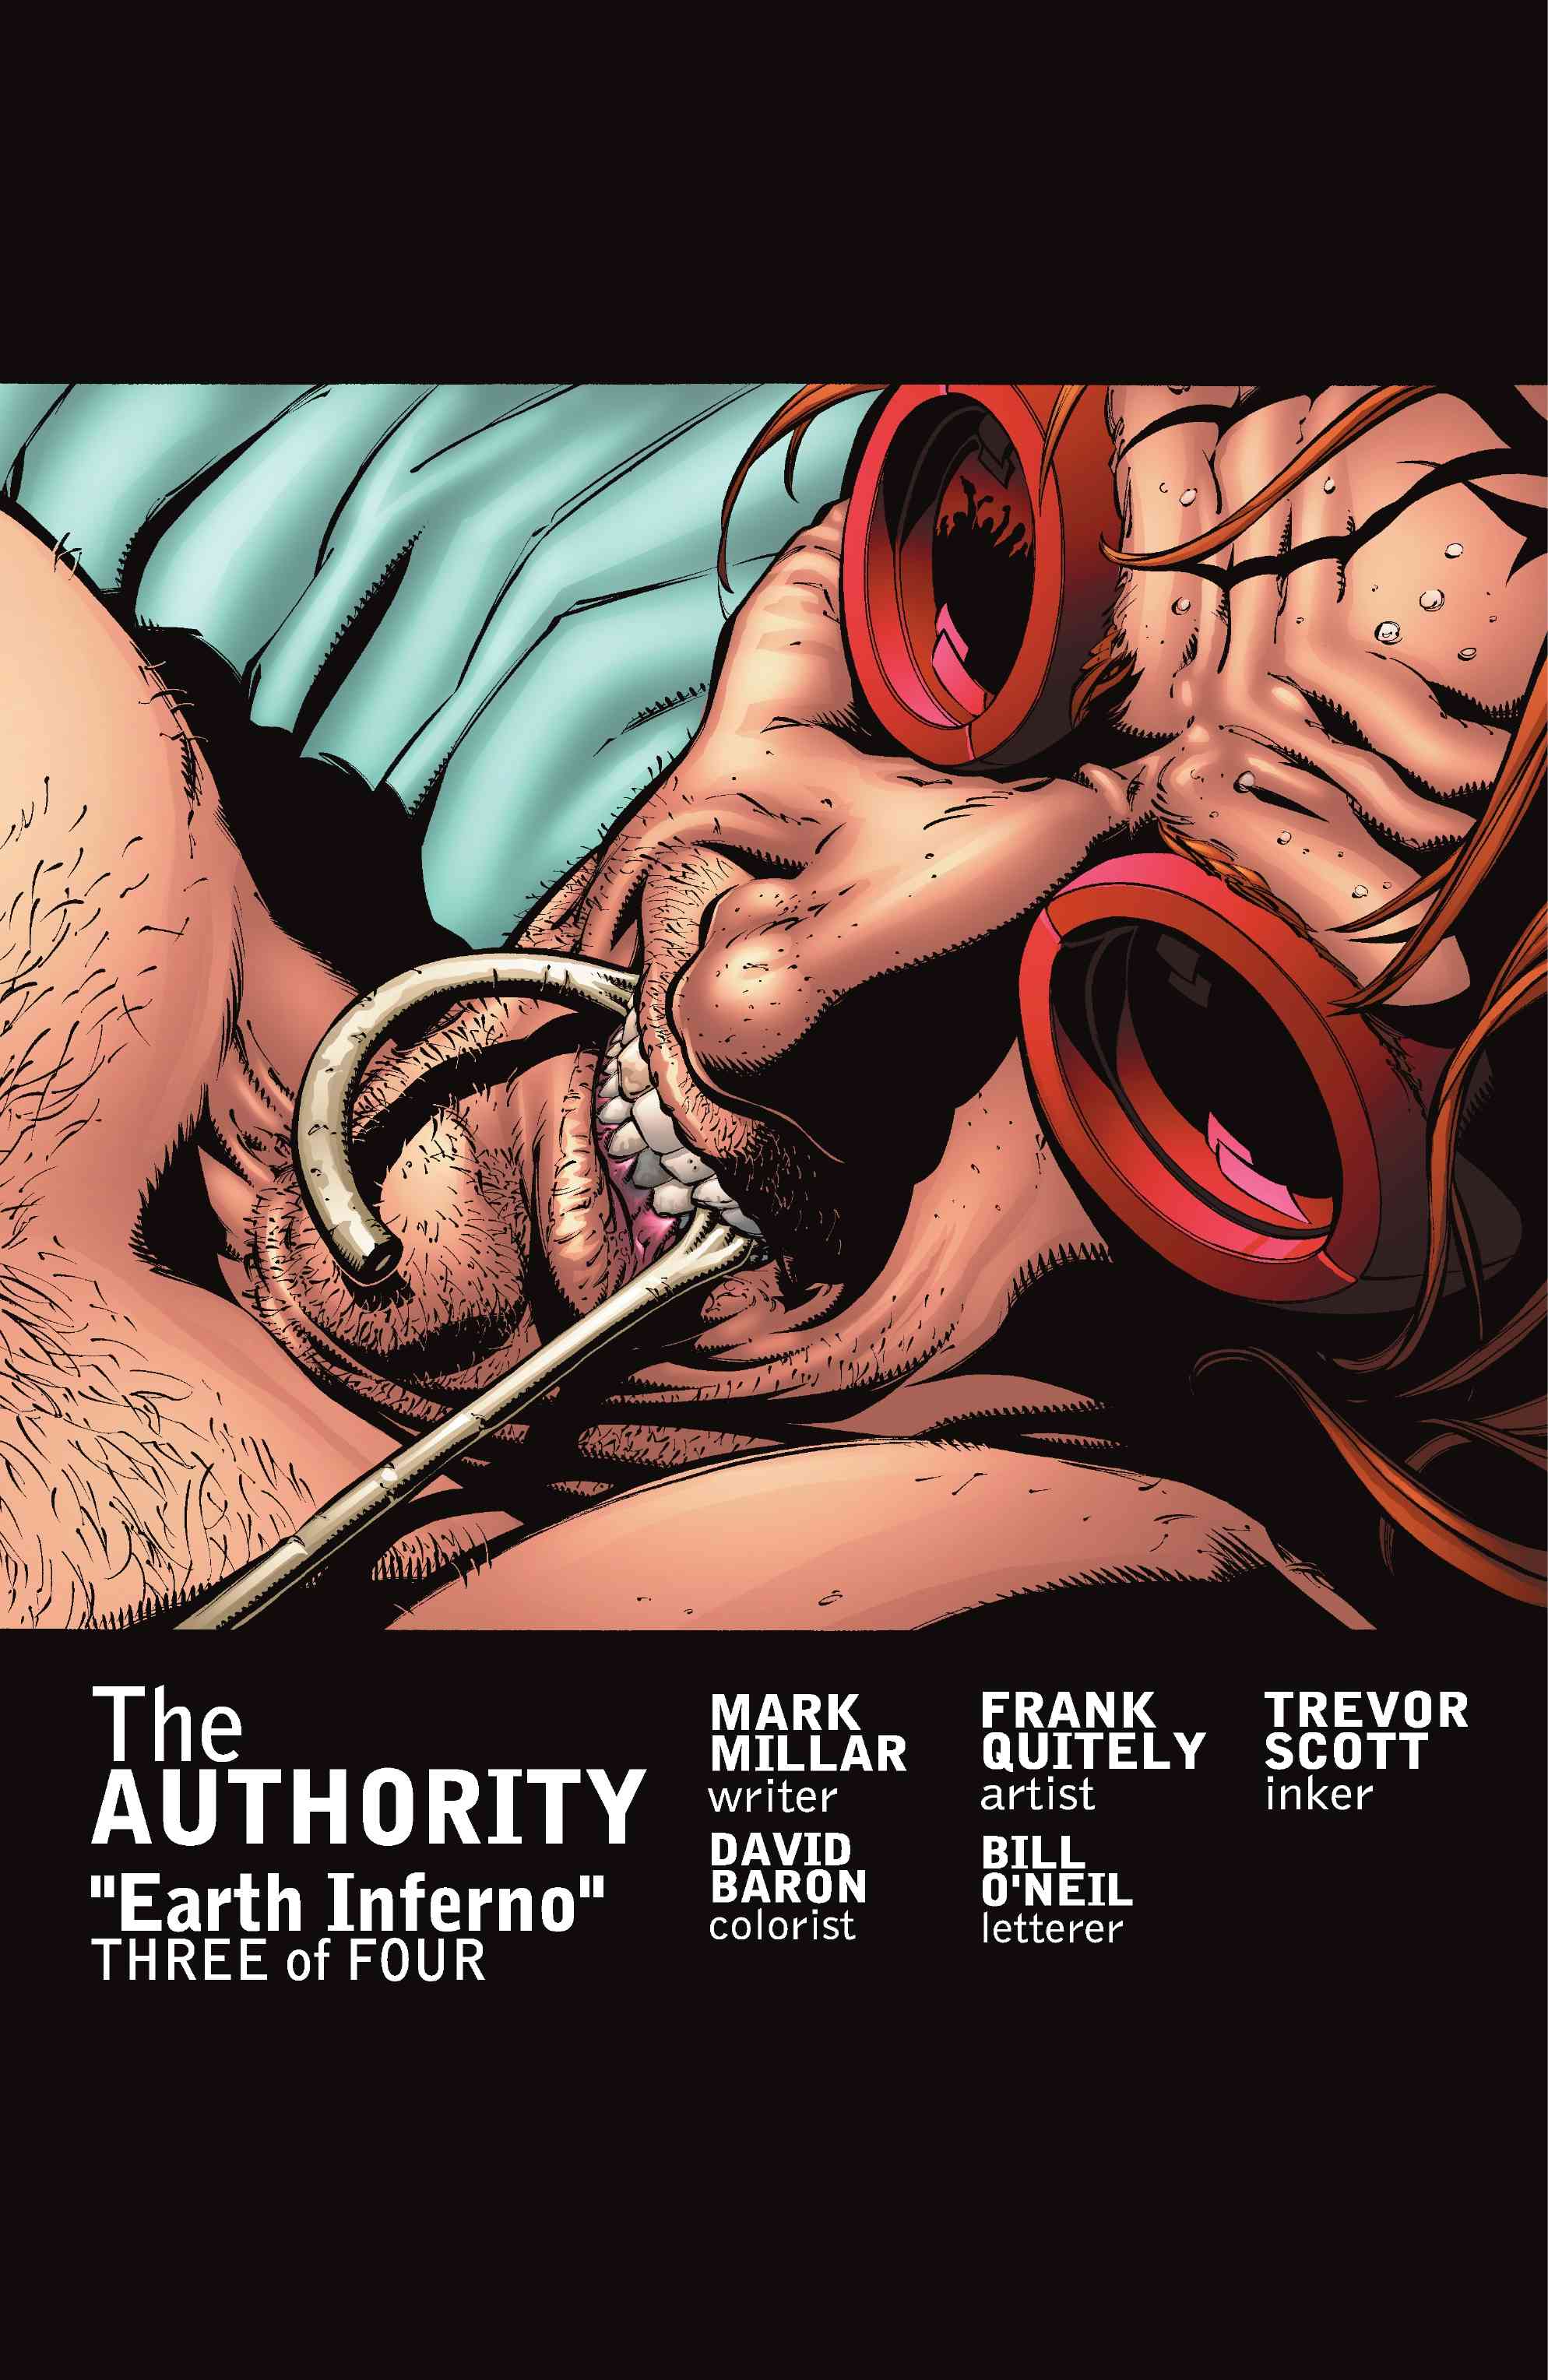 The
AUTHORITY
"Earth Inferno"
THREE of FOUR
MARK
MILLAR
writer
FRANK
QUITELY
artist
TREVOR
SCOTT
inker
DAVID
BARON
colorist
BILL
O'NEIL
letterer